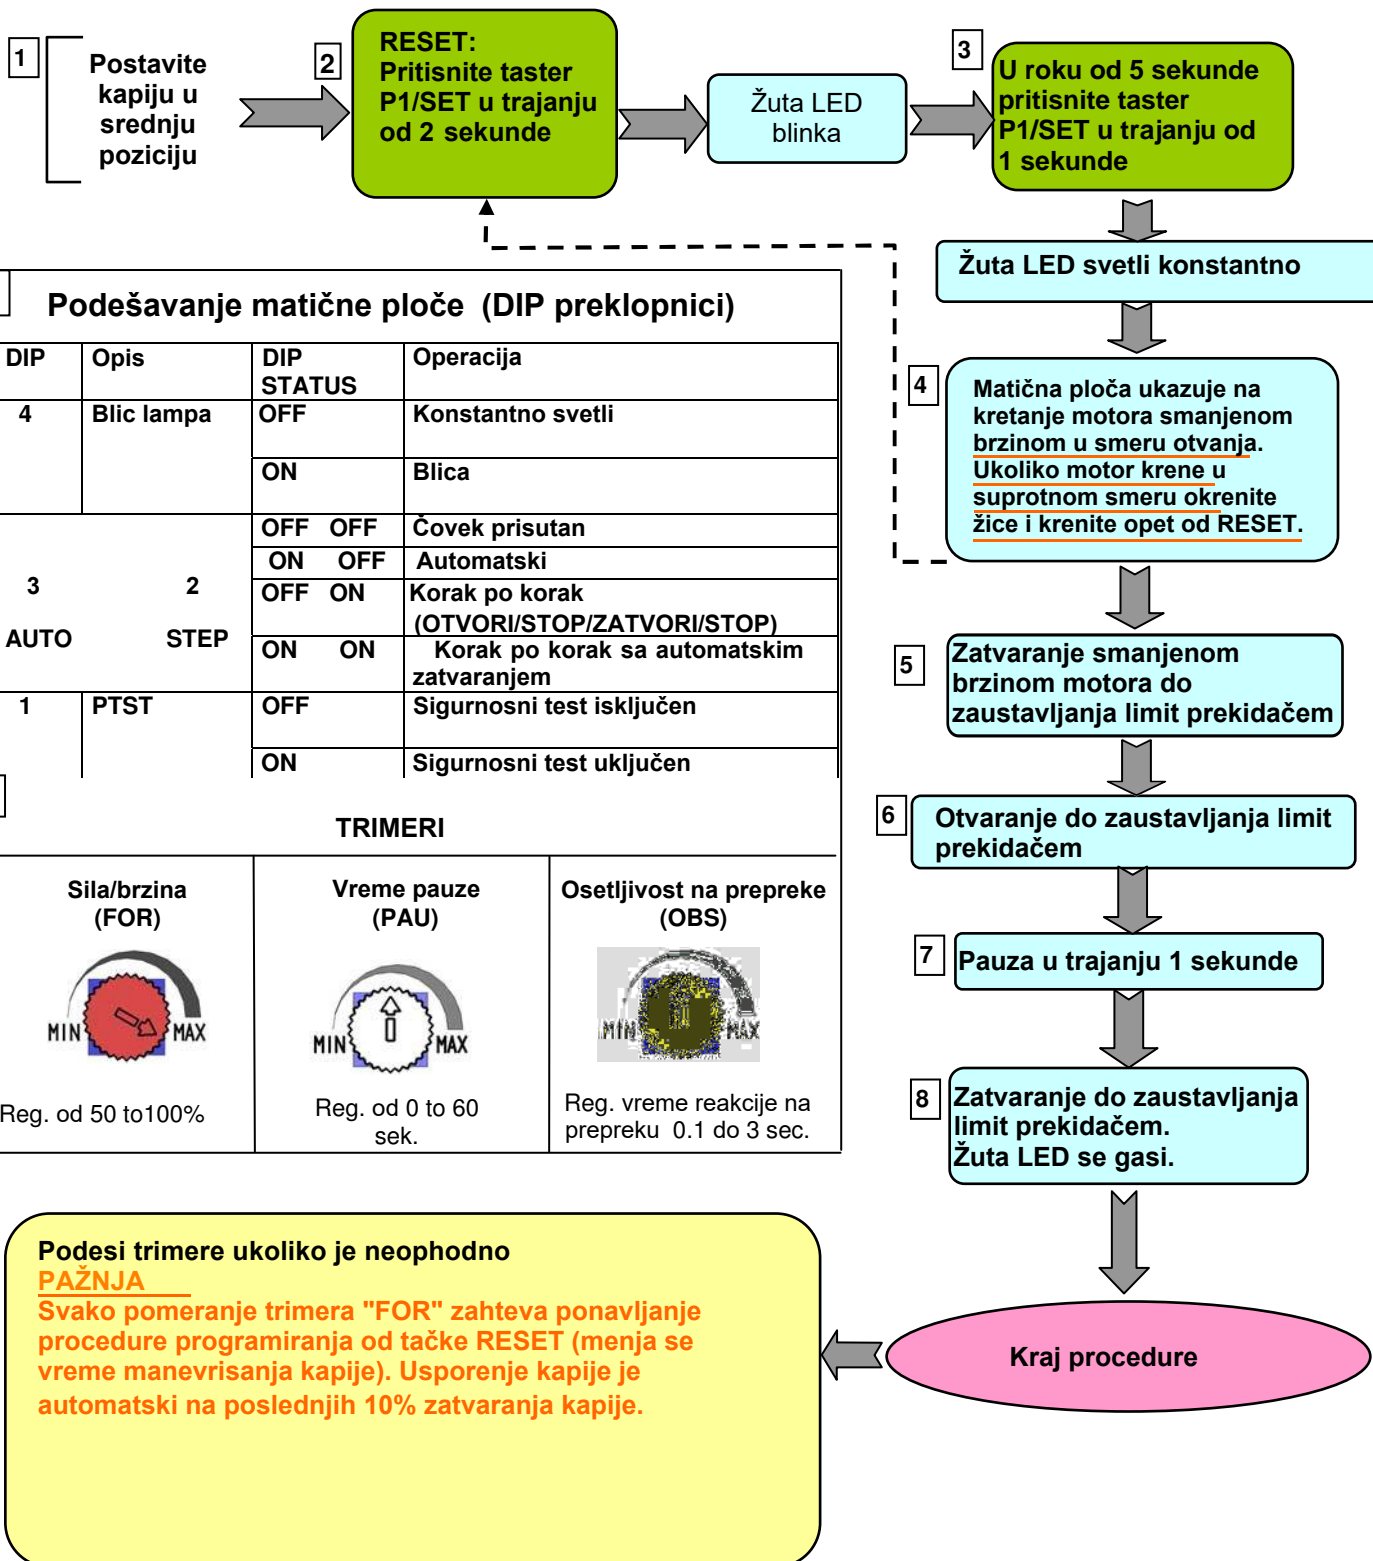 1
Postavite
kapiju u
srednju
poziciju
2
RESET:
Pritisnite taster
P1/SET u trajanju
od 2 sekunde
Žuta LED
blinka
3
U roku od 5 sekunde
pritisnite taster
P1/SET u trajanju od
1 sekunde
Žuta LED svetli konstantno
4
Matična ploča ukazuje na
kretanje motora smanjenom
brzinom u smeru otvanja.
Ukoliko motor krene u
suprotnom smeru okrenite
žice i krenite opet od RESET.
5
Zatvaranje smanjenom
brzinom motora do
zaustavljanja limit prekidačem
6
Otvaranje do zaustavljanja limit
prekidačem
7
Pauza u trajanju 1 sekunde
8
Zatvaranje do zaustavljanja
limit prekidačem.
Žuta LED se gasi.
Kraj procedure
Podešavanje matične ploče (DIP preklopnici)
DIP Opis DIP STATUS Operacija
4 Blic lampa OFF Konstantno svetli
ON Blica
OFF OFF Čovek prisutan
ON OFF Automatski
3 2 OFF ON Korak po korak
(OTVORI/STOP/ZATVORI/STOP)
AUTO STEP ON ON Korak po korak sa automatskim
zatvaranjem
1 PTST OFF Sigurnosni test isključen
ON Sigurnosni test uključen
TRIMERI
Sila/brzina
(FOR)
MIN MAX
Reg. od 50 to100%
Vreme pauze
(PAU)
MIN MAX
Reg. od 0 to 60
sek.
Osetljivost na prepreke
(OBS)
MIN MAX
Reg. vreme reakcije na
prepreku 0.1 do 3 sec.
Podesi trimere ukoliko je neophodno
PAŽNJA
Svako pomeranje trimera "FOR" zahteva ponavljanje
procedure programiranja od tačke RESET (menja se
vreme manevrisanja kapije). Usporenje kapije je
automatski na poslednjih 10% zatvaranja kapije.